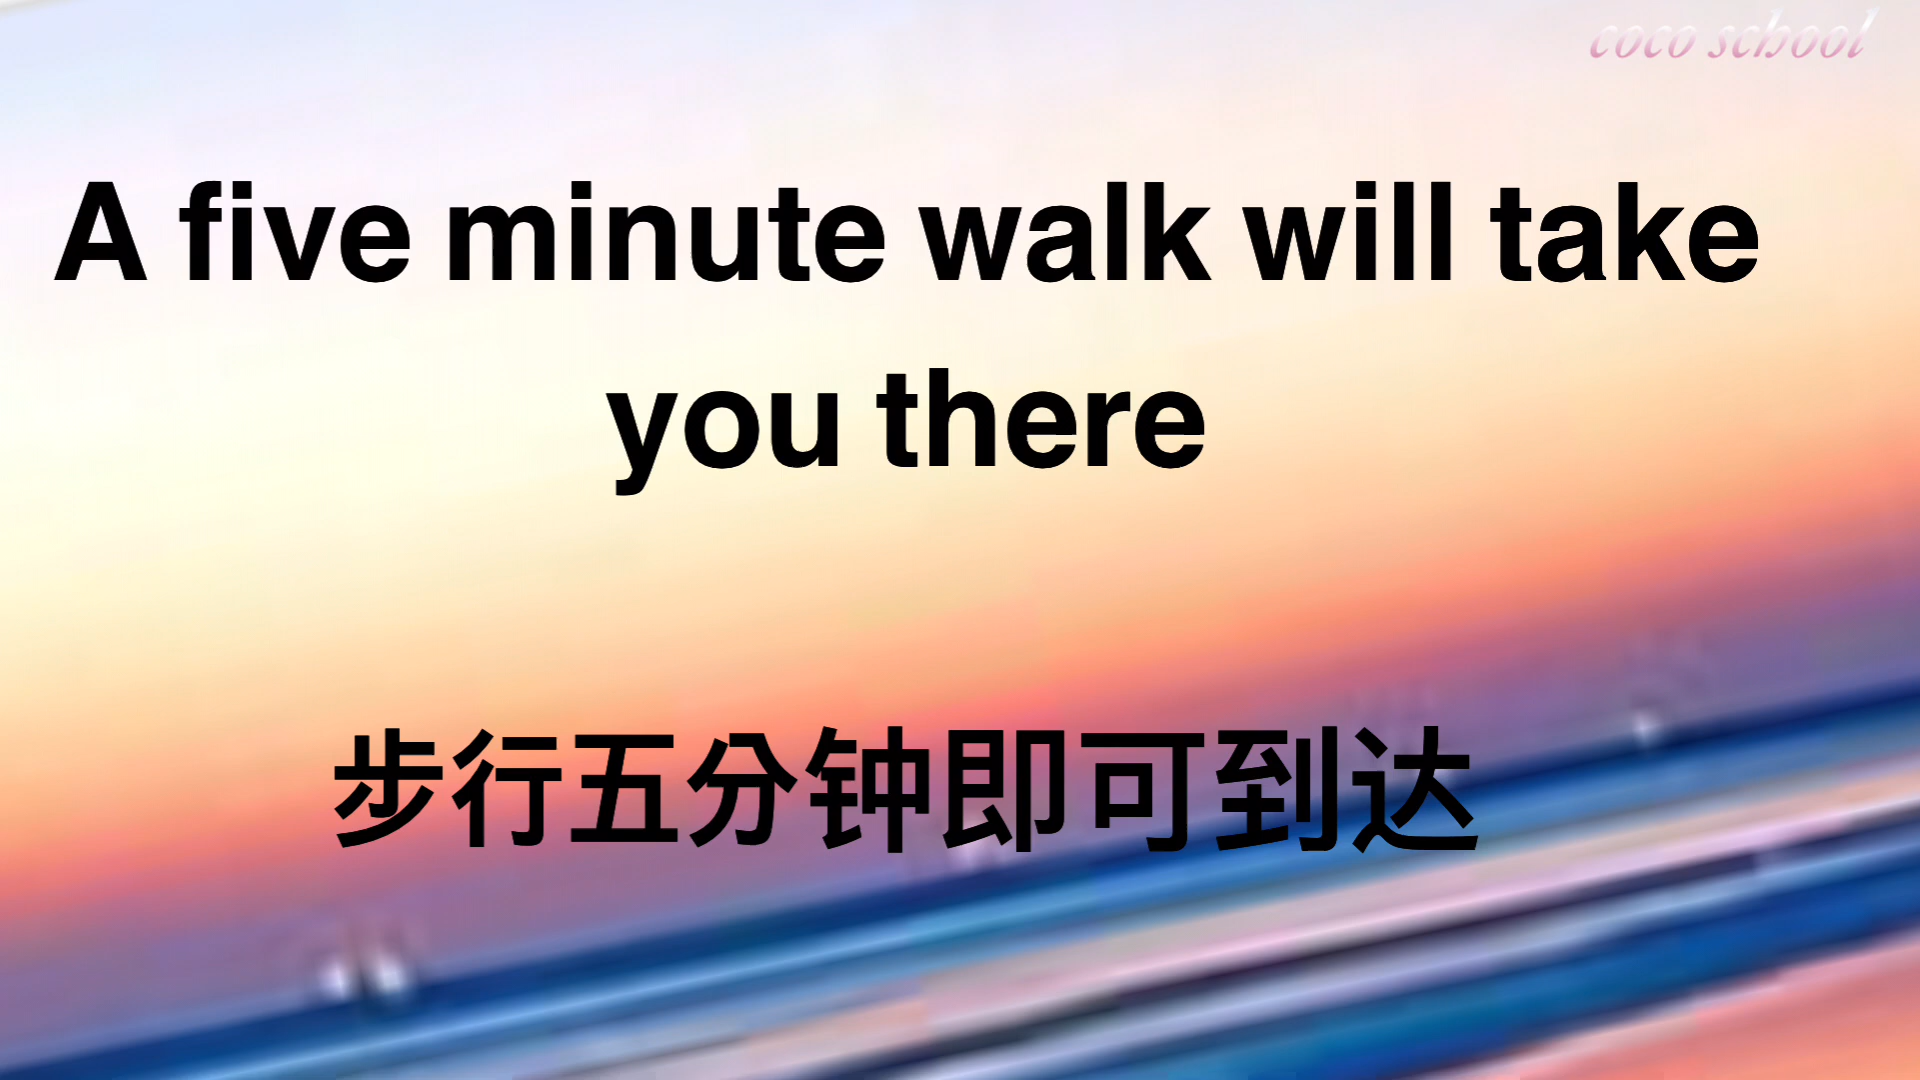 coco school
A five minute walk will take
you there
步行五分钟即可到达